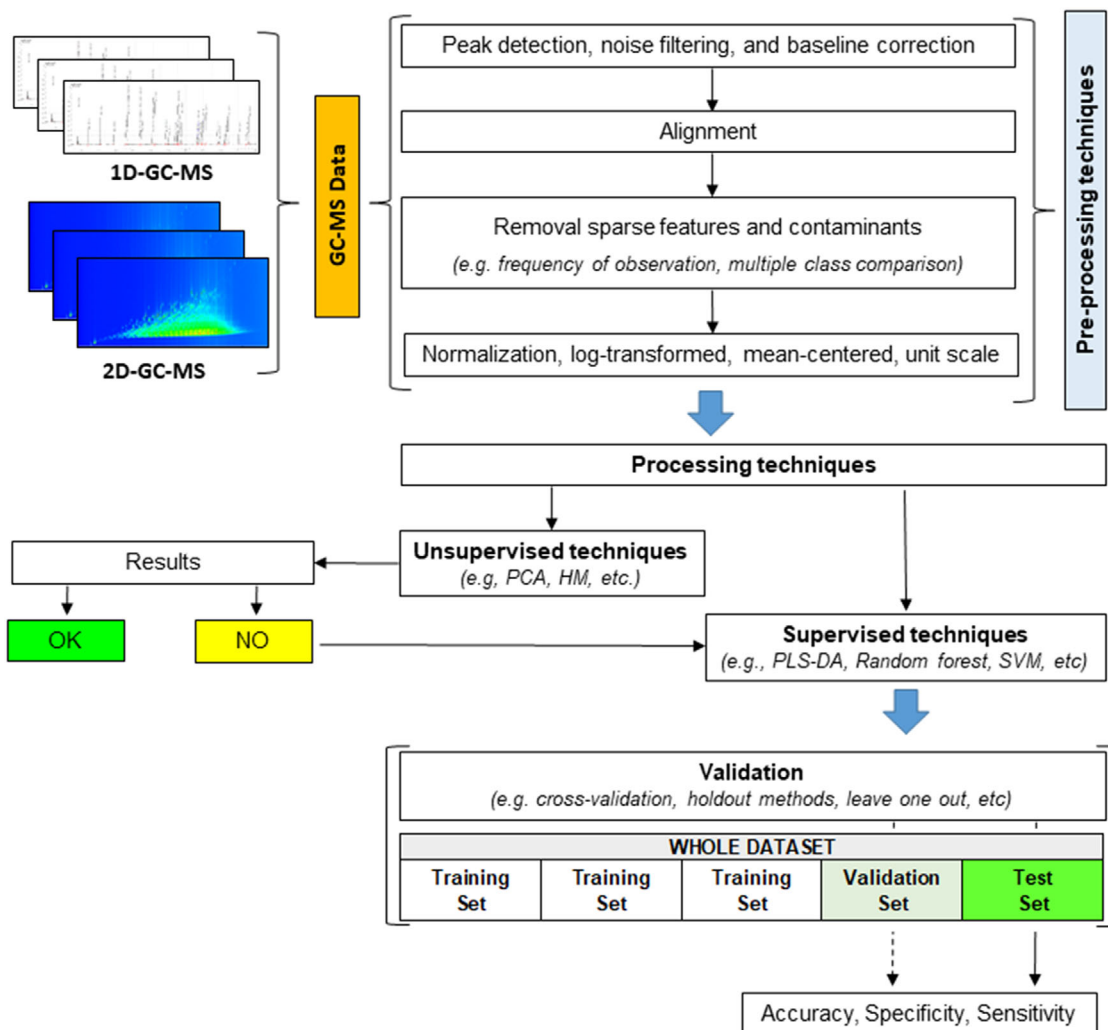 1D-GC-MS
2D-GC-MS
GC-MS Data
Peak detection, noise filtering, and baseline correction
Alignment
Removal sparse features and contaminants
(e.g. frequency of observation, multiple class comparison)
Normalization, log-transformed, mean-centered, unit scale
Pre-processing techniques
Processing techniques
Unsupervised techniques
(e.g, PCA, HM, etc.)
Results
OK
NO
Supervised techniques
(e.g., PLS-DA, Random forest, SVM, etc)
Validation
(e.g. cross-validation, holdout methods, leave one out, etc)
WHOLE DATASET
Training
Set
Training
Set
Training
Set
Validation
Set
Test
Set
Accuracy, Specificity, Sensitivity